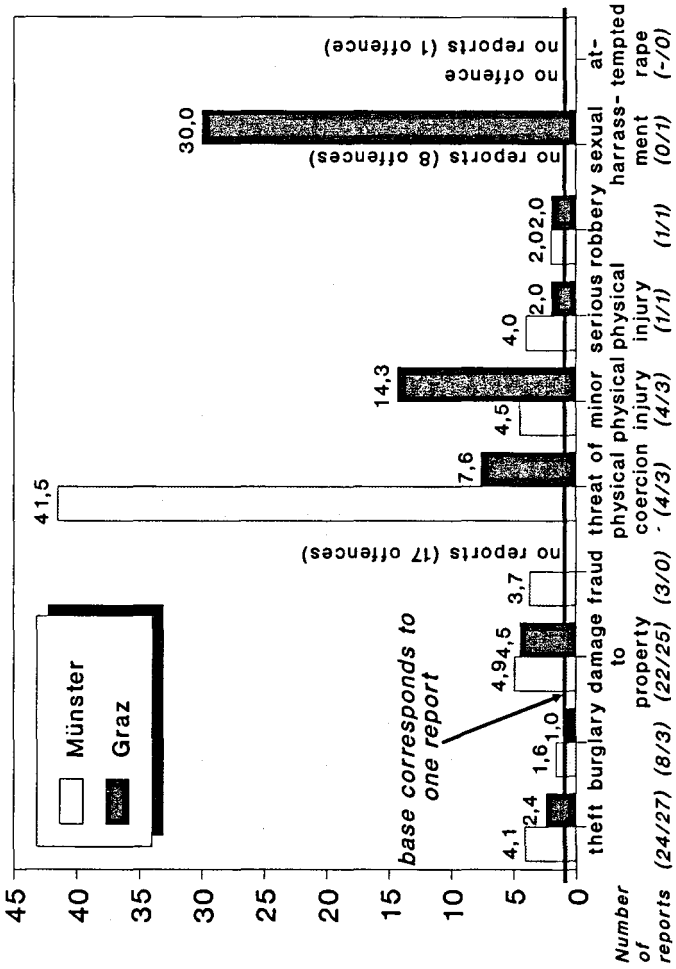 45
40
35
30
25
20
15
10
5
0
Münster
Graz
base corresponds to
one report
4,1
2,4
1,6
1,0
4,9
4,5
3,7
no reports (17 offences)
41,5
7,6
4,5
14,3
4,0
2,0
2,0
2,0
no reports (8 offences)
30,0
no offence
no reports (1 offence)
theft burglary damage fraud threat of minor serious robbery sexual at-
to physical physical physical harrass- tempted
property coercion injury injury ment rape
Number
of
reports (24/27) (8/3) (22/25) (3/0) - (4/3) (4/3) (1/1) (1/1) (0/1) (-/0)